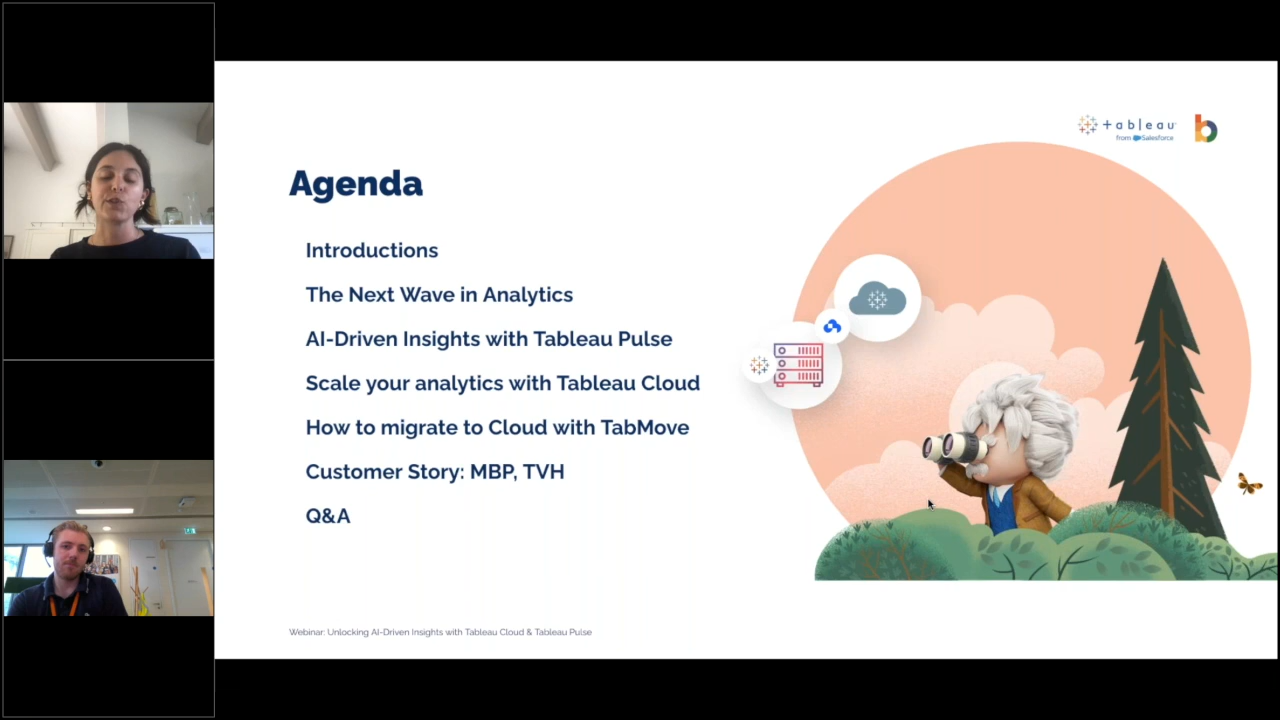 +ableau
from Salesforce
Agenda
Introductions
The Next Wave in Analytics
AI-Driven Insights with Tableau Pulse
Scale your analytics with Tableau Cloud
How to migrate to Cloud with TabMove
Customer Story: MBP, TVH
Q&A
Webinar: Unlocking AI-Driven Insights with Tableau Cloud & Tableau Pulse